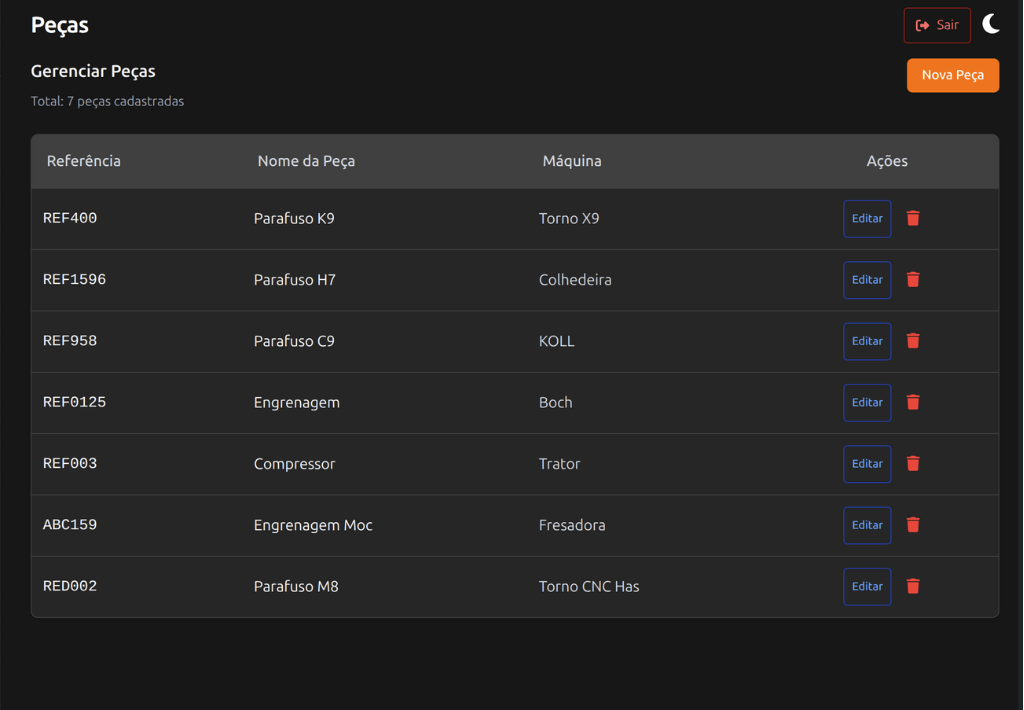 Peças
Sair
Gerenciar Peças
Nova Peça
Total: 7 peças cadastradas
Referência Nome da Peça Máquina Ações
REF400 Parafuso K9 Torno X9 Editar
REF1596 Parafuso H7 Colhedeira Editar
REF958 Parafuso C9 KOLL Editar
REF0125 Engrenagem Boch Editar
REF003 Compressor Trator Editar
ABC159 Engrenagem Moc Fresadora Editar
RED002 Parafuso M8 Torno CNC Has Editar